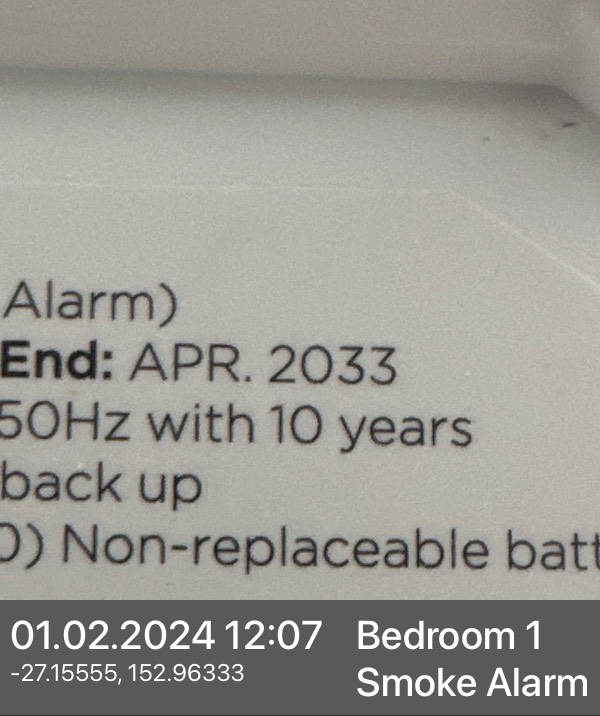 Alarm)
End: APR. 2033
50Hz with 10 years
back up
0) Non-replaceable batt
01.02.2024 12:07
-27.15555, 152.96333
Bedroom 1
Smoke Alarm